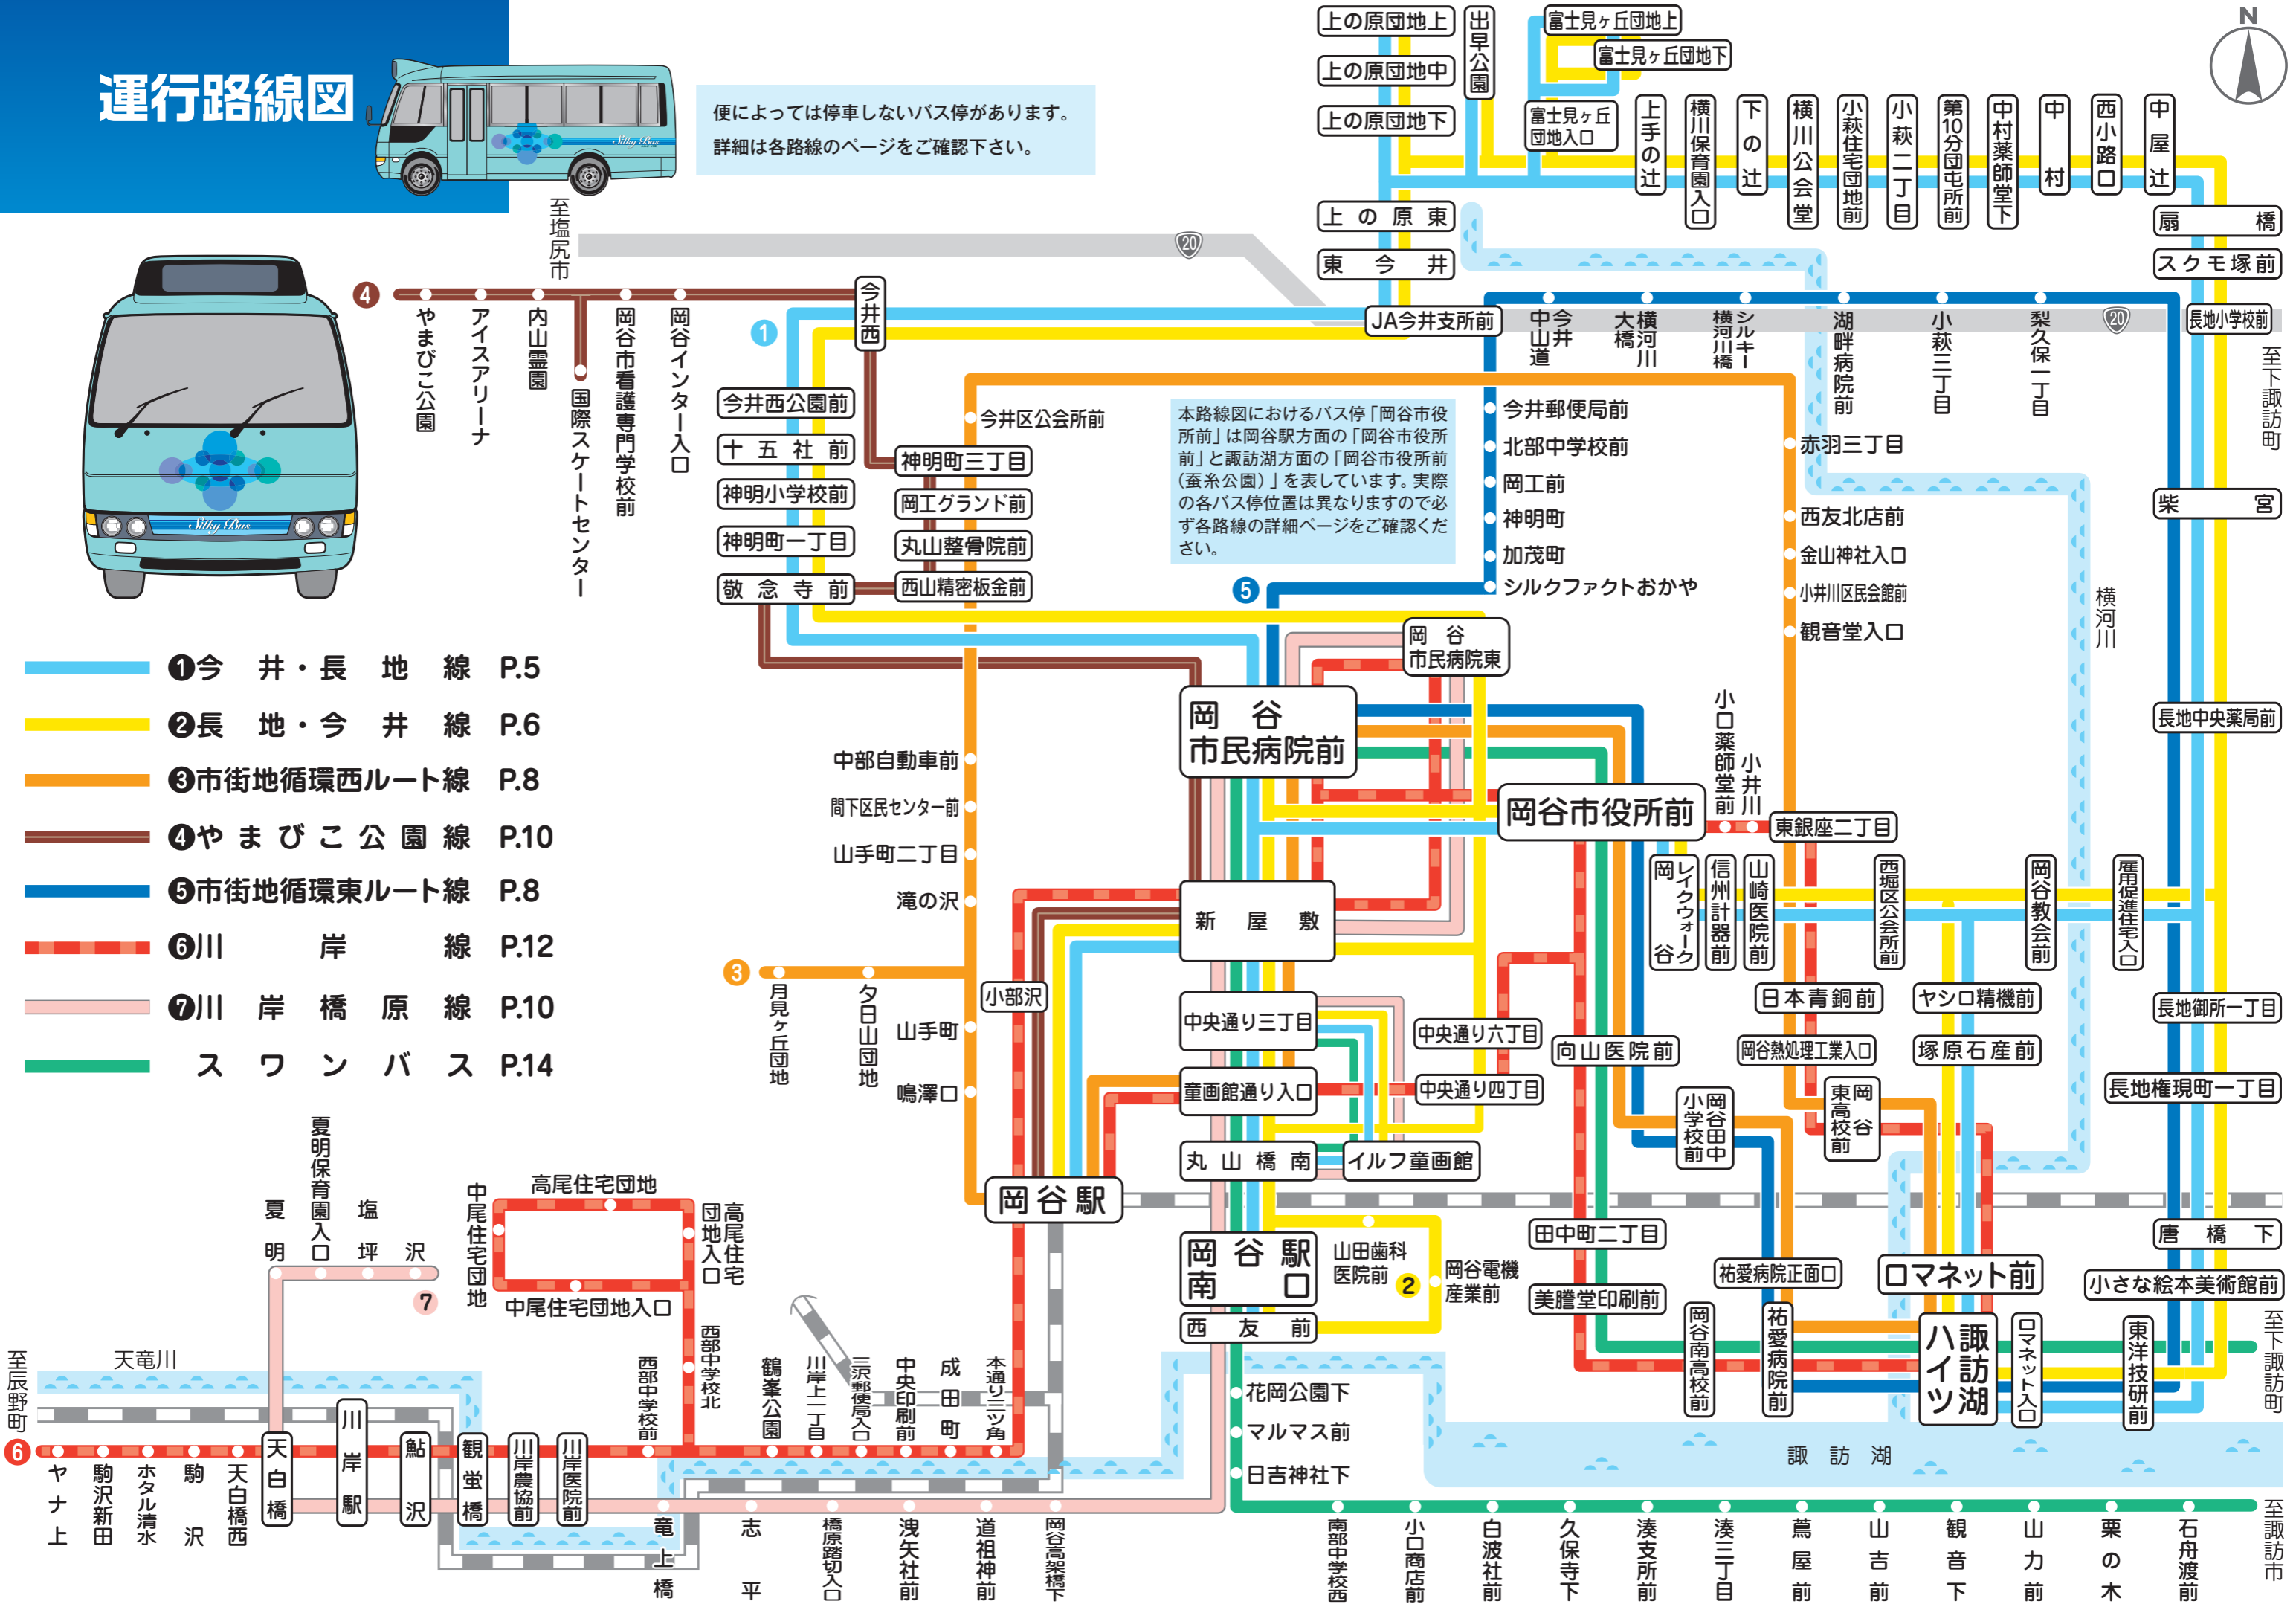 運行路線図
Silky Bus
便によっては停車しないバス停があります。
詳細は各路線のページをご確認下さい。
N
上の原団地上
上の原団地中
上の原団地下
出早公園
富士見ヶ丘団地上
富士見ヶ丘団地下
富士見ヶ丘
団地入口
上手の辻
横川保育園入口
下の辻
横川公会堂
小萩住宅団地前
小萩二丁目
第10分団屯所前
中村薬師堂下
中村
西小路口
中屋辻
上の原東
東今井
扇橋
スクモ塚前
至塩尻市
20
4
やまびこ公園
アイスアリーナ
内山霊園
国際スケートセンター
岡谷市看護専門学校前
岡谷インター入口
今井西
1
JA今井支所前
今井
中山道
横河川
大橋
シルキー
横河川橋
湖畔病院前
小萩三丁目
梨久保一丁目
20
長地小学校前
至下諏訪町
今井西公園前
十五社前
神明小学校前
神明町一丁目
敬念寺前
今井区公会所前
神明町三丁目
岡工グランド前
丸山整骨院前
西山精密板金前
本路線図におけるバス停「岡谷市役
所前」は岡谷駅方面の「岡谷市役所
前」と諏訪湖方面の「岡谷市役所前
(蚕糸公園)」を表しています。実際
の各バス停位置は異なりますので必
ず各路線の詳細ページをご確認くだ
さい。
今井郵便局前
北部中学校前
岡工前
神明町
加茂町
シルクファクトおかや
5
赤羽三丁目
西友北店前
金山神社入口
小井川区民会館前
観音堂入口
横河川
柴宮
長地中央薬局前
Silky Bus
❶今井・長地線 P.5
❷長地・今井線 P.6
❸市街地循環西ルート線 P.8
❹やまびこ公園線 P.10
❺市街地循環東ルート線 P.8
❻川岸線 P.12
❼川岸橋原線 P.10
スワンバス P.14
岡谷
市民病院東
岡谷
市民病院前
岡谷市役所前
小口薬師堂前
小井川
東銀座二丁目
中部自動車前
間下区民センター前
山手町二丁目
滝の沢
3
月見ヶ丘団地
夕日山団地
山手町
鳴澤口
小部沢
新屋敷
レイクウォーク
岡谷
信州計器前
山崎医院前
西堀区公会所前
岡谷教会前
雇用促進住宅入口
中央通り三丁目
中央通り六丁目
向山医院前
日本青銅前
ヤシロ精機前
長地御所一丁目
岡谷熱処理工業入口
塚原石産前
童画館通り入口
中央通り四丁目
岡谷田中
小学校前
岡谷
東高校前
長地権現町一丁目
丸山橋南
イルフ童画館
岡谷駅
岡谷駅
南口
西友前
山田歯科
医院前
2
岡谷電機
産業前
田中町二丁目
美謄堂印刷前
祐愛病院正面口
ロマネット前
唐橋下
小さな絵本美術館前
岡谷南高校前
祐愛病院前
諏訪湖
ハイツ
ロマネット入口
東洋技研前
至下諏訪町
夏明
夏明保育園入口
塩坪
沢
7
中尾住宅団地
高尾住宅団地
高尾住宅
団地入口
中尾住宅団地入口
西部中学校北
至辰野町
天竜川
6
ヤナ上
駒沢新田
ホタル清水
駒沢
天白橋西
天白橋
川岸駅
鮎沢
観蛍橋
川岸農協前
川岸医院前
西部中学校前
鶴峯公園
川岸上一丁目
三沢郵便局入口
中央印刷前
成田町
本通り三ツ角
竜上橋
志平
橋原踏切入口
洩矢社前
道祖神前
岡谷高架橋下
花岡公園下
マルマス前
日吉神社下
諏訪湖
南部中学校西
小口商店前
白波社前
久保寺下
湊支所前
湊三丁目
蔦屋前
山吉前
観音下
山力前
栗の木
石舟渡前
至諏訪市